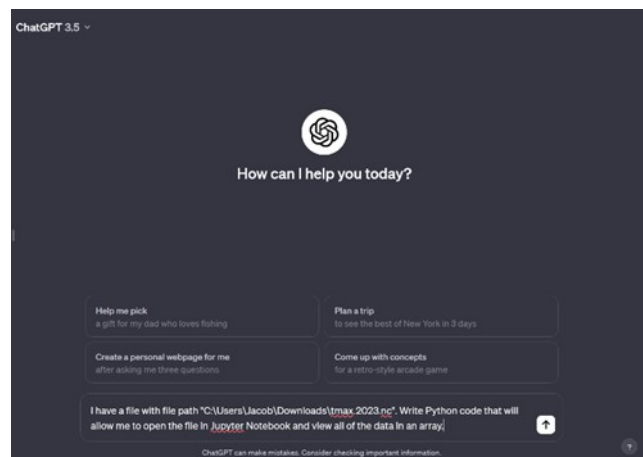 ChatGPT 3.5
How can I help you today?
Help me pick
a gift for my dad who loves fishing
Plan a trip
to see the best of New York in 3 days
Create a personal webpage for me
after asking me three questions
Come up with concepts
for a retro-style arcade game
I have a file with file path "C:\Users\Jacob\Downloads\tmax.2023.nc". Write Python code that will
allow me to open the file in Jupyter Notebook and view all of the data in an array.
ChatGPT can make mistakes. Consider checking important information.
?